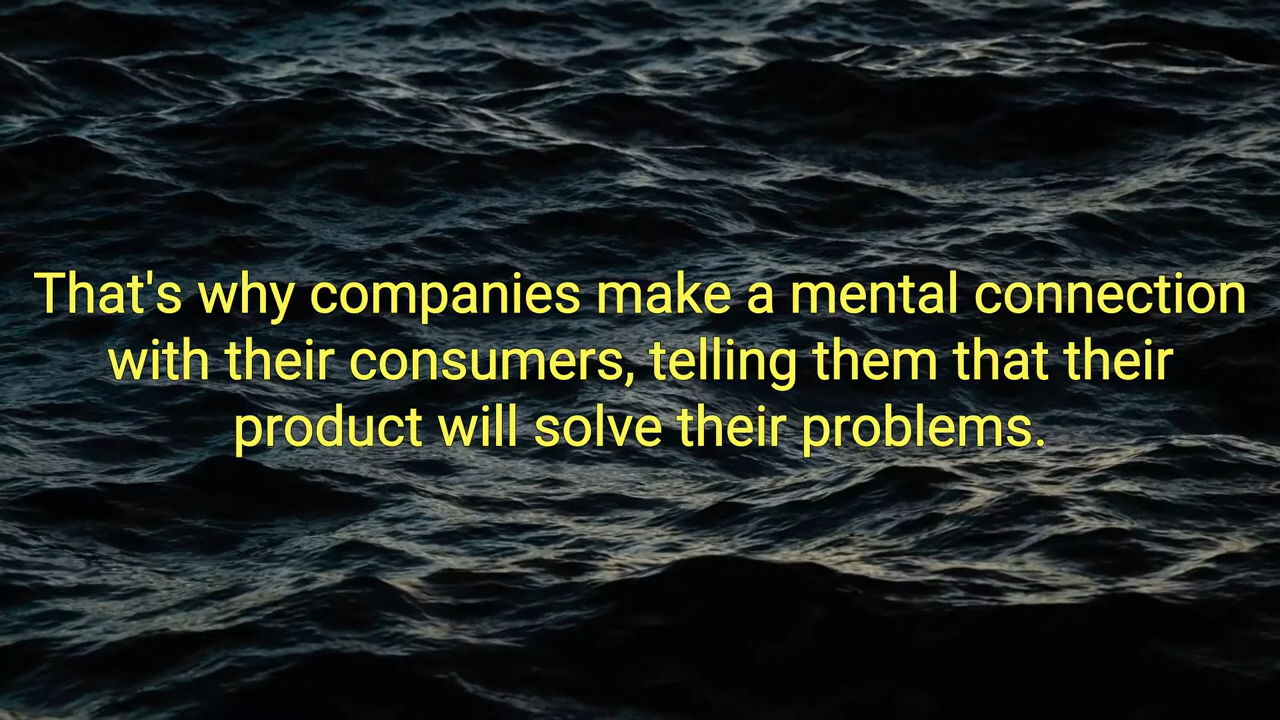 That's why companies make a mental connection
with their consumers, telling them that their
product will solve their problems.